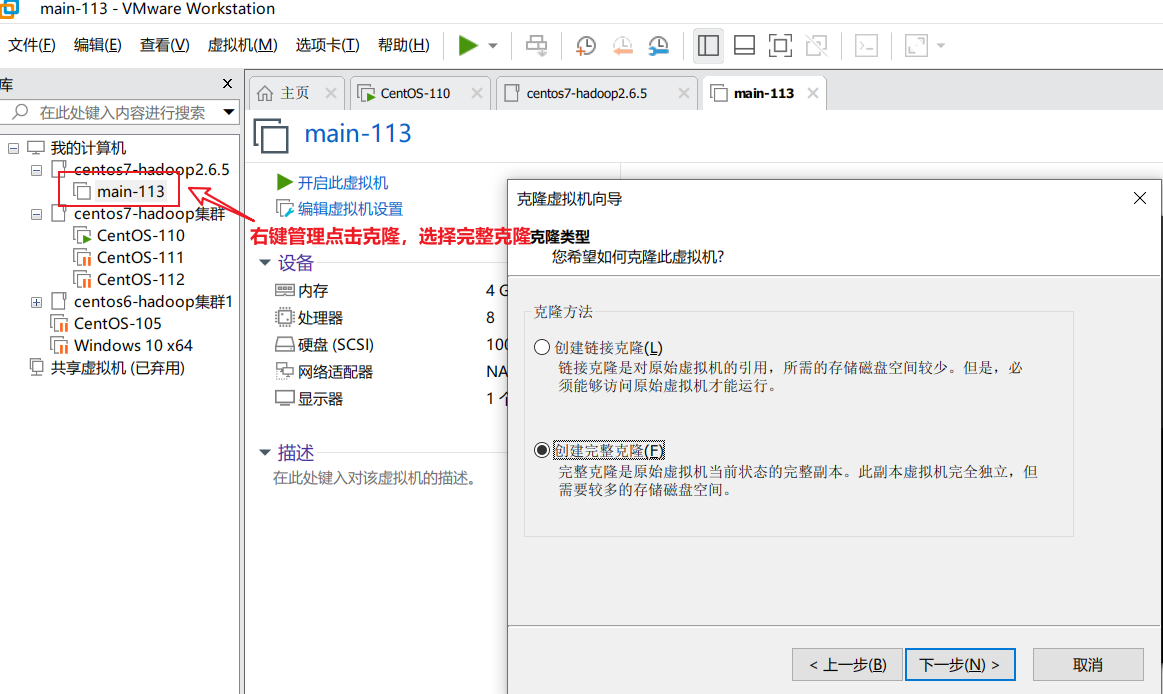 main-113 - VMware Workstation
文件(F) 编辑(E) 查看(V) 虚拟机(M) 选项卡(T) 帮助(H)
库
在此处键入内容进行搜索
我的计算机
centos7-hadoop2.6.5
main-113
centos7-hadoop集群
CentOS-110
CentOS-111
CentOS-112
centos6-hadoop集群1
CentOS-105
Windows 10 x64
共享虚拟机 (已弃用)
主页 CentOS-110 centos7-hadoop2.6.5 main-113
main-113
开启此虚拟机
编辑虚拟机设置
右键管理点击克隆，选择完整克隆
设备
内存 4 G
处理器 8
硬盘 (SCSI) 100
网络适配器 NA
显示器 1 个
描述
在此处键入对该虚拟机的描述。
克隆虚拟机向导
克隆类型
您希望如何克隆此虚拟机?
克隆方法
创建链接克隆(L)
链接克隆是对原始虚拟机的引用，所需的存储磁盘空间较少。但是，必
须能够访问原始虚拟机才能运行。
创建完整克隆(F)
完整克隆是原始虚拟机当前状态的完整副本。此副本虚拟机完全独立，但
需要较多的存储磁盘空间。
< 上一步(B) 下一步(N) > 取消